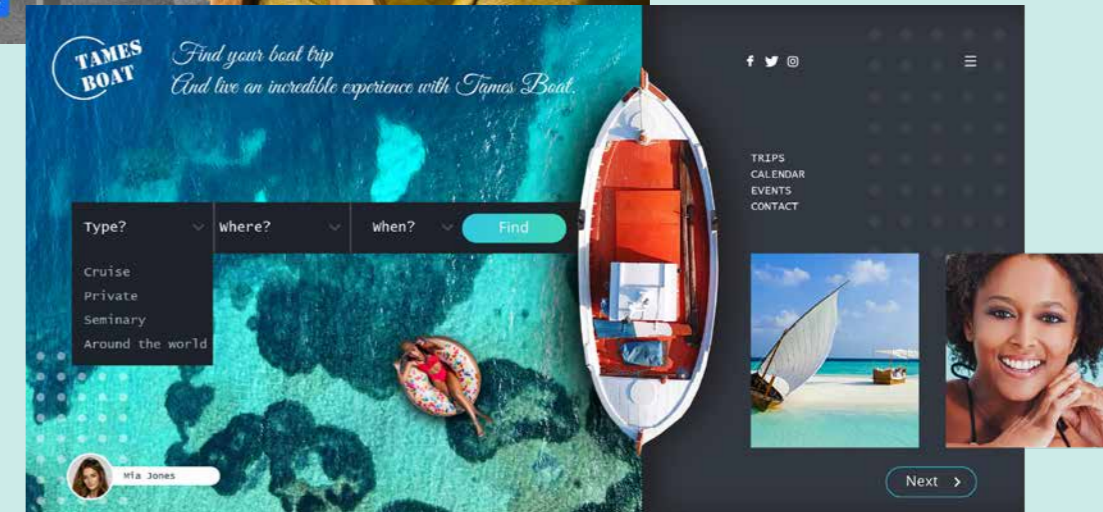 TAMES
BOAT
Find your boat trip
And live an incredible experience with Tames Boat.
Type?
Where?
When?
Find
Cruise
Private
Seminary
Around the world
Jones
TRIPS
CALENDAR
EVENTS
CONTACT
Next